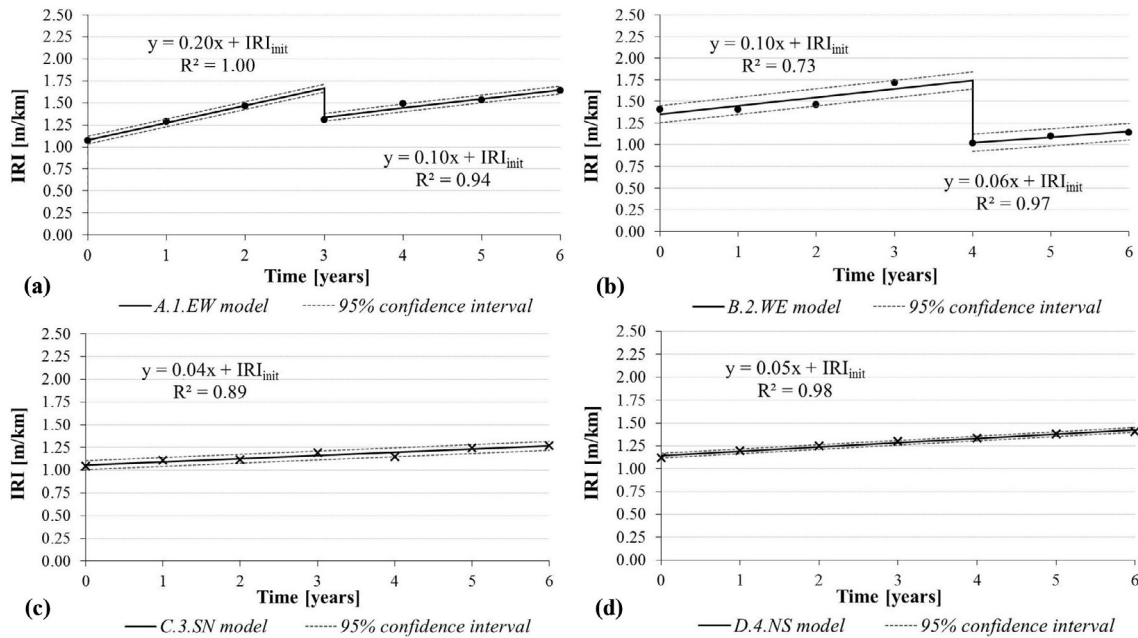 2.50
2.25
2.00
1.75
1.50
1.25
1.00
0.75
0.50
0.25
0.00
IRI [m/km]
y = 0.20x + IRIinit
R² = 1.00
y = 0.10x + IRIinit
R² = 0.94
0 1 2 3 4 5 6
Time [years]
(a)
A.1.EW model 95% confidence interval
2.50
2.25
2.00
1.75
1.50
1.25
1.00
0.75
0.50
0.25
0.00
IRI [m/km]
y = 0.10x + IRIinit
R² = 0.73
y = 0.06x + IRIinit
R² = 0.97
0 1 2 3 4 5 6
Time [years]
(b)
B.2.WE model 95% confidence interval
2.50
2.25
2.00
1.75
1.50
1.25
1.00
0.75
0.50
0.25
0.00
IRI [m/km]
y = 0.04x + IRIinit
R² = 0.89
0 1 2 3 4 5 6
Time [years]
(c)
C.3.SN model 95% confidence interval
2.50
2.25
2.00
1.75
1.50
1.25
1.00
0.75
0.50
0.25
0.00
IRI [m/km]
y = 0.05x + IRIinit
R² = 0.98
0 1 2 3 4 5 6
Time [years]
(d)
D.4.NS model 95% confidence interval